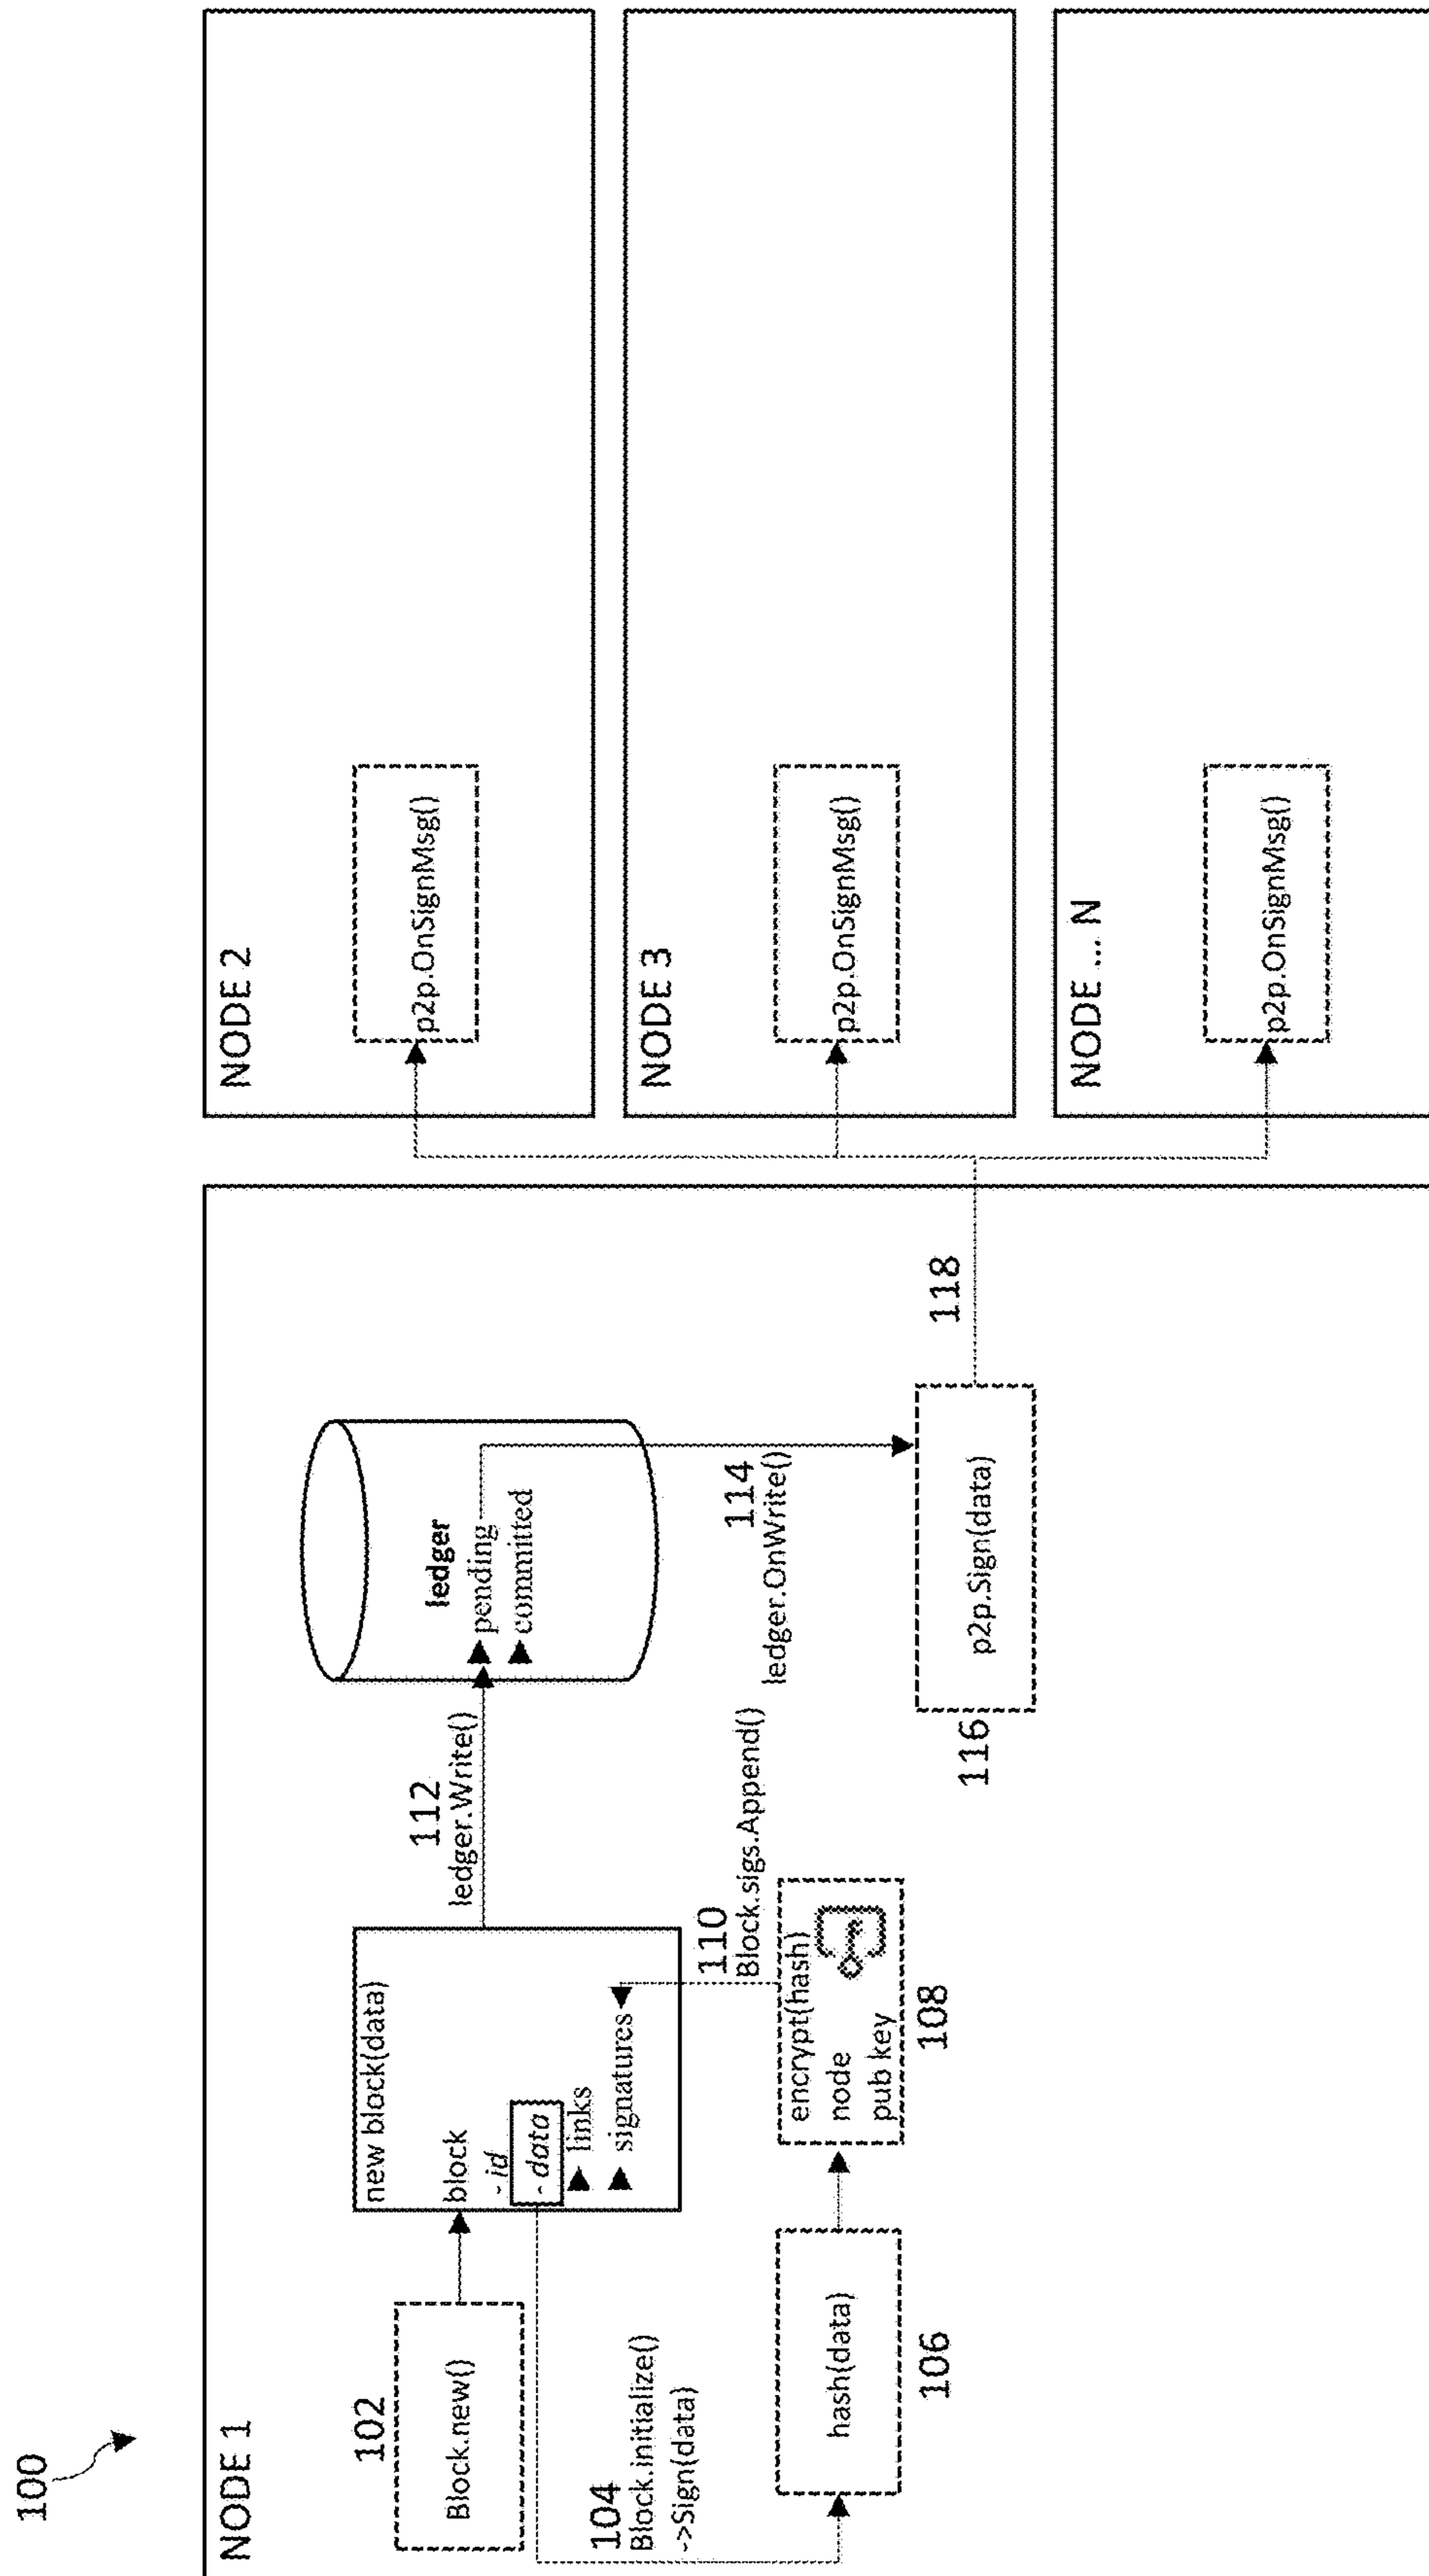 100
NODE 1
102
Block.new()
104
Block.initialize()
->Sign(data)
new block(data)
block
- id
- data
links
signatures
hash(data)
106
encrypt(hash)
node
pub key
108
110
Block.sigs.Append()
112
ledger.Write()
ledger
pending
committed
114
ledger.OnWrite()
116
p2p.Sign(data)
118
NODE 2
p2p.OnSignMsg()
NODE 3
p2p.OnSignMsg()
NODE ... N
p2p.OnSignMsg()